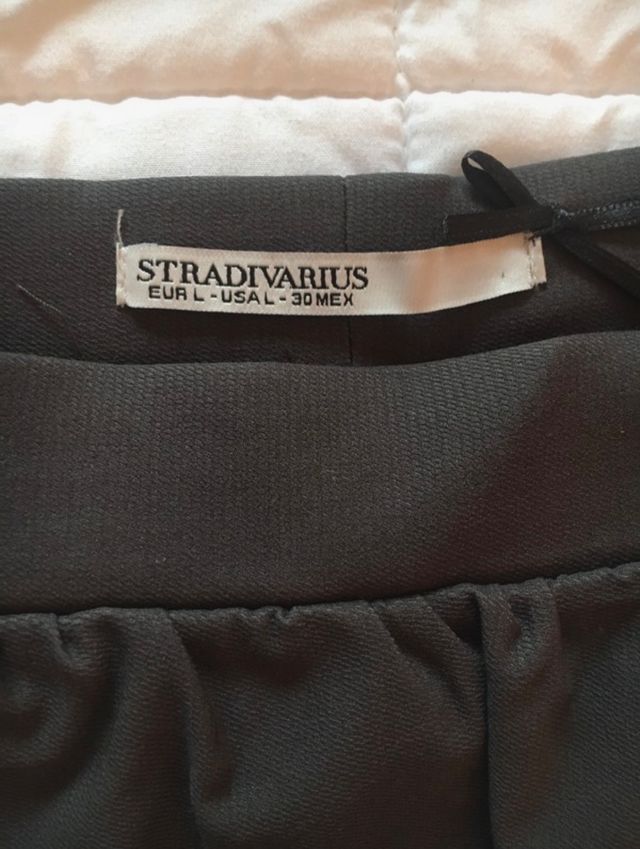 STRADIVARIUS
EUR L - USA L - 30 MEX